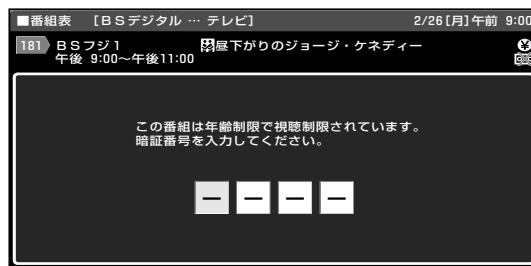 ■番組表 [BSデジタル … テレビ] 2/26[月]午前 9:00
181 BSフジ1 昼下がりのジョージ・ケネディー
午後 9:00〜午後11:00
この番組は年齢制限で視聴制限されています。
暗証番号を入力してください。
ー ー ー ー